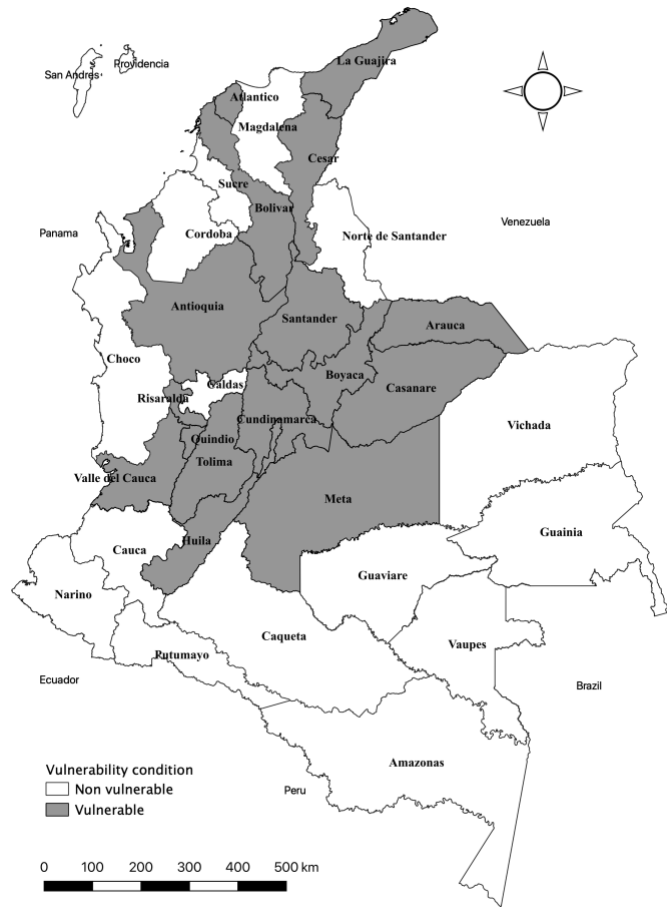 La Guajira
Providencia
San Andres
Atlantico
Magdalena
Cesar
Sucre
Bolivar
Venezuela
Panama
Cordoba
Norte de Santander
Antioquia
Santander
Arauca
Choco
Boyaca
Caldas
Casanare
Risaralda
Cundinamarca
Vichada
Quindio
Tolima
Valle del Cauca
Meta
Guainia
Huila
Cauca
Guaviare
Narino
Caqueta
Vaupes
Putumayo
Ecuador
Brazil
Amazonas
Vulnerability condition
Non vulnerable
Peru
Vulnerable
0 100 200 300 400 500 km